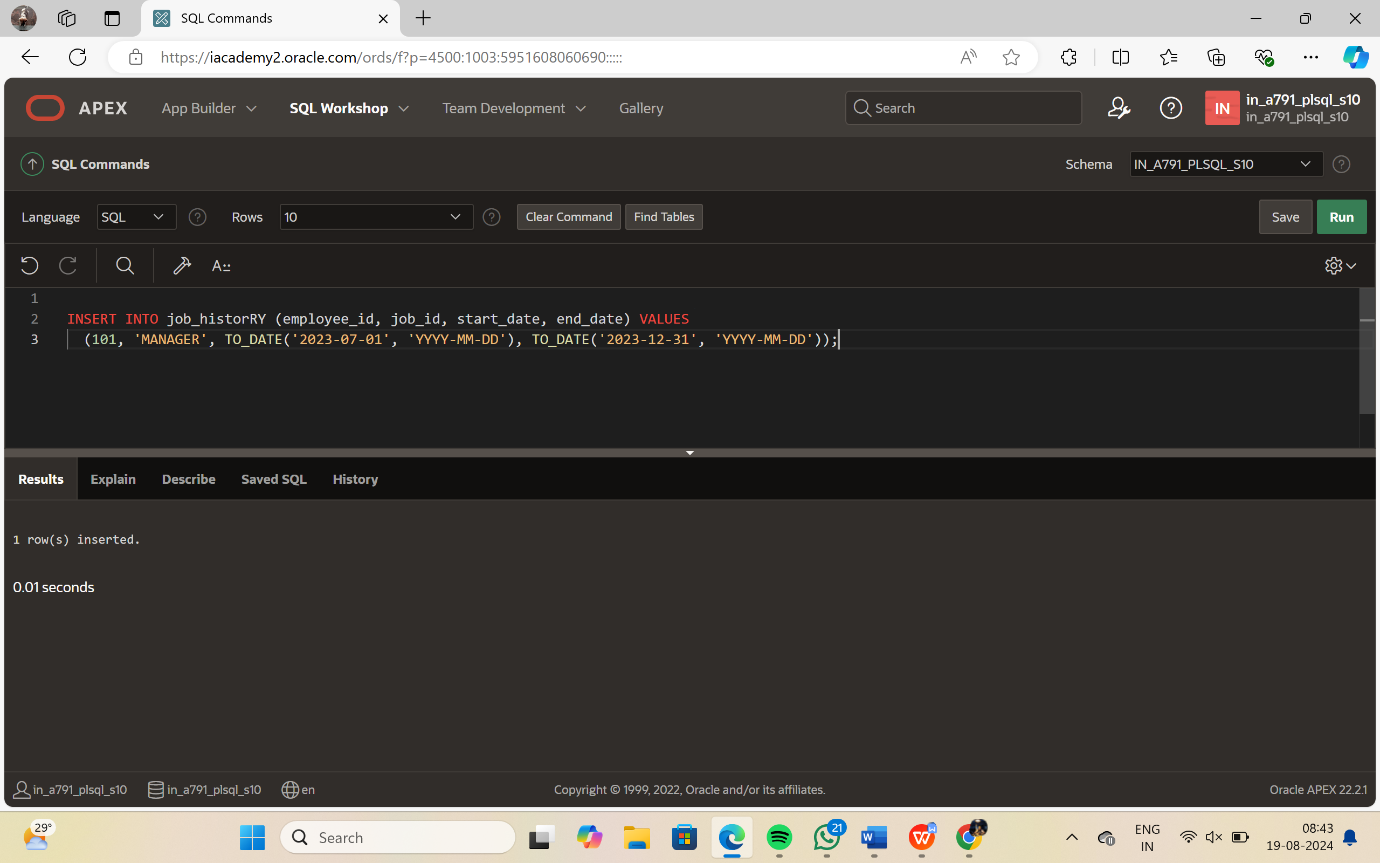 SQL Commands
https://iacademy2.oracle.com/ords/f?p=4500:1003:5951608060690:::::
APEX App Builder SQL Workshop Team Development Gallery Search IN in_a791_plsql_s10
in_a791_plsql_s10
SQL Commands Schema IN_A791_PLSQL_S10
Language SQL Rows 10 Clear Command Find Tables Save Run
1
2 INSERT INTO job_historRY (employee_id, job_id, start_date, end_date) VALUES
3 (101, 'MANAGER', TO_DATE('2023-07-01', 'YYYY-MM-DD'), TO_DATE('2023-12-31', 'YYYY-MM-DD'));
Results Explain Describe Saved SQL History
1 row(s) inserted.
0.01 seconds
in_a791_plsql_s10 in_a791_plsql_s10 en Copyright © 1999, 2022, Oracle and/or its affiliates. Oracle APEX 22.2.1
29° Search 21 ENG 08:43
IN 19-08-2024